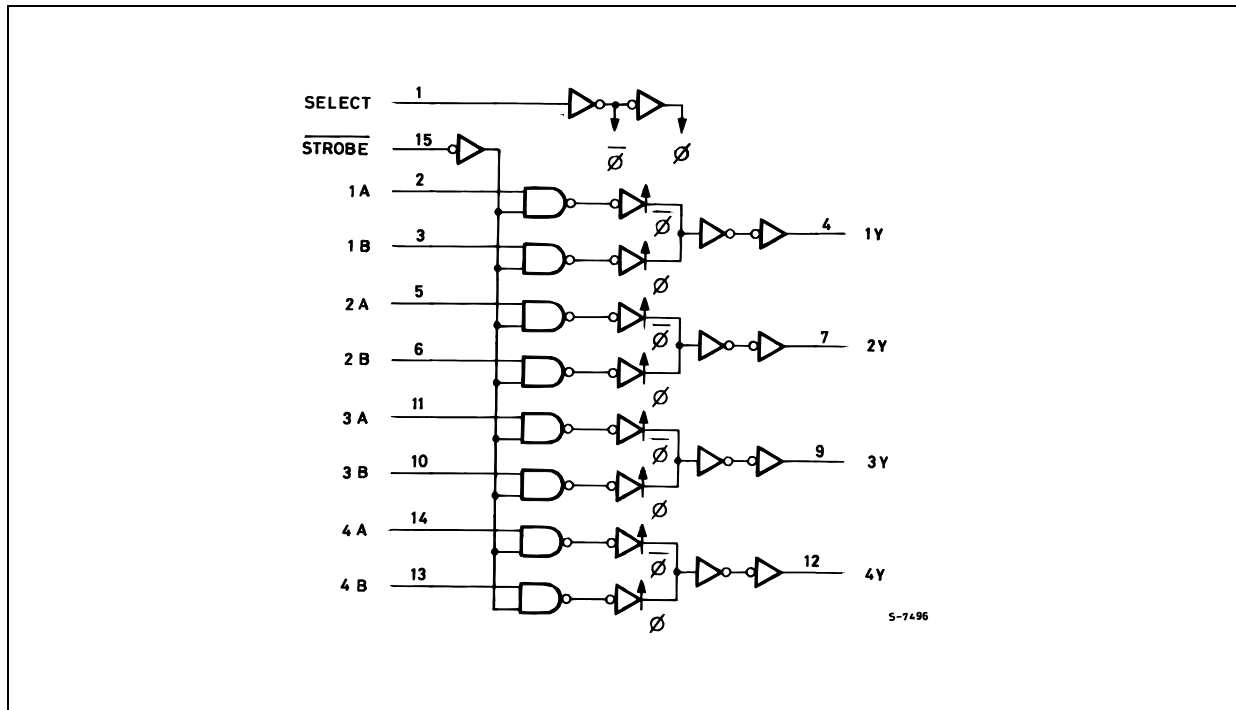 SELECT 1
S̅T̅R̅O̅B̅E̅ 15
∅̅ ∅
1A 2
∅̅
4 1Y
1B 3
∅
2A 5
∅̅
7 2Y
2B 6
∅
3A 11
∅̅
9 3Y
3B 10
∅
4A 14
∅̅
12 4Y
4B 13
∅
S-7496